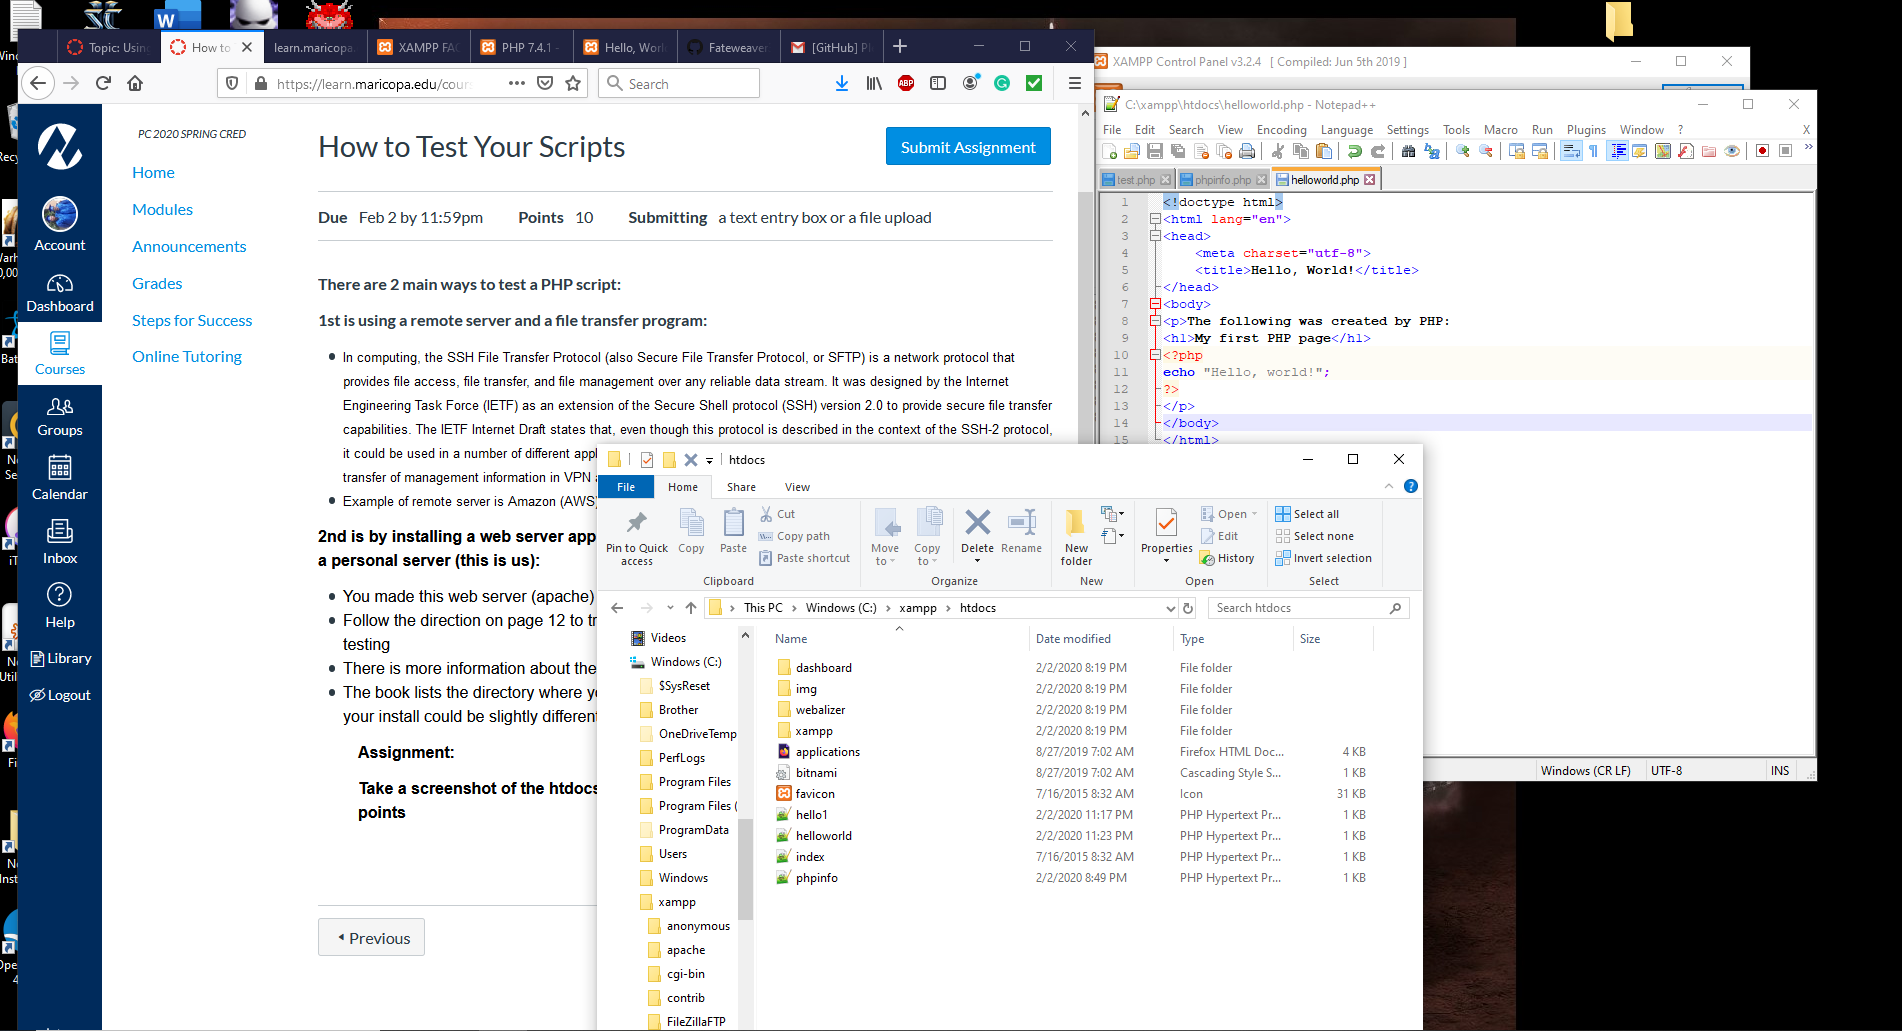 Topic: Usin
How to
learn.maricopa.
XAMPP FAC
PHP 7.4.1 -
Hello, Worl
Fateweaver
[GitHub] Pl
https://learn.maricopa.edu/cour
Search
Account
Dashboard
Courses
Groups
Calendar
Inbox
Help
Library
Logout
PC 2020 SPRING CRED
Home
Modules
Announcements
Grades
Steps for Success
Online Tutoring
How to Test Your Scripts
Submit Assignment
Due Feb 2 by 11:59pm Points 10 Submitting a text entry box or a file upload
There are 2 main ways to test a PHP script:
1st is using a remote server and a file transfer program:
In computing, the SSH File Transfer Protocol (also Secure File Transfer Protocol, or SFTP) is a network protocol that
provides file access, file transfer, and file management over any reliable data stream. It was designed by the Internet
Engineering Task Force (IETF) as an extension of the Secure Shell protocol (SSH) version 2.0 to provide secure file transfer
capabilities. The IETF Internet Draft states that, even though this protocol is described in the context of the SSH-2 protocol,
it could be used in a number of different appl
transfer of management information in VPN a
Example of remote server is Amazon (AWS)
2nd is by installing a web server app
a personal server (this is us):
You made this web server (apache)
Follow the direction on page 12 to tr
testing
There is more information about the
The book lists the directory where y
your install could be slightly different
Assignment:
Take a screenshot of the htdocs
points
Previous
XAMPP Control Panel v3.2.4 [ Compiled: Jun 5th 2019 ]
C:\xampp\htdocs\helloworld.php - Notepad++
File Edit Search View Encoding Language Settings Tools Macro Run Plugins Window ? X
test.php phpinfo.php helloworld.php
1 <!doctype html>
2 <html lang="en">
3 <head>
4 <meta charset="utf-8">
5 <title>Hello, World!</title>
6 </head>
7 <body>
8 <p>The following was created by PHP:
9 <h1>My first PHP page</h1>
10 <?php
11 echo "Hello, world!";
12 ?>
13 </p>
14 </body>
15 </html>
Windows (CR LF) UTF-8 INS
htdocs
File Home Share View
Pin to Quick access
Copy
Paste
Cut
Copy path
Paste shortcut
Clipboard
Move to
Copy to
Delete
Rename
Organize
New folder
New
Properties
Open
Edit
History
Open
Select all
Select none
Invert selection
Select
This PC > Windows (C:) > xampp > htdocs
Search htdocs
Videos
Windows (C:)
$SysReset
Brother
OneDriveTemp
PerfLogs
Program Files
Program Files (
ProgramData
Users
Windows
xampp
anonymous
apache
cgi-bin
contrib
FileZillaFTP
Name Date modified Type Size
dashboard 2/2/2020 8:19 PM File folder
img 2/2/2020 8:19 PM File folder
webalizer 2/2/2020 8:19 PM File folder
xampp 2/2/2020 8:19 PM File folder
applications 8/27/2019 7:02 AM Firefox HTML Doc... 4 KB
bitnami 8/27/2019 7:02 AM Cascading Style S... 1 KB
favicon 7/16/2015 8:32 AM Icon 31 KB
hello1 2/2/2020 11:17 PM PHP Hypertext Pr... 1 KB
helloworld 2/2/2020 11:23 PM PHP Hypertext Pr... 1 KB
index 7/16/2015 8:32 AM PHP Hypertext Pr... 1 KB
phpinfo 2/2/2020 8:49 PM PHP Hypertext Pr... 1 KB